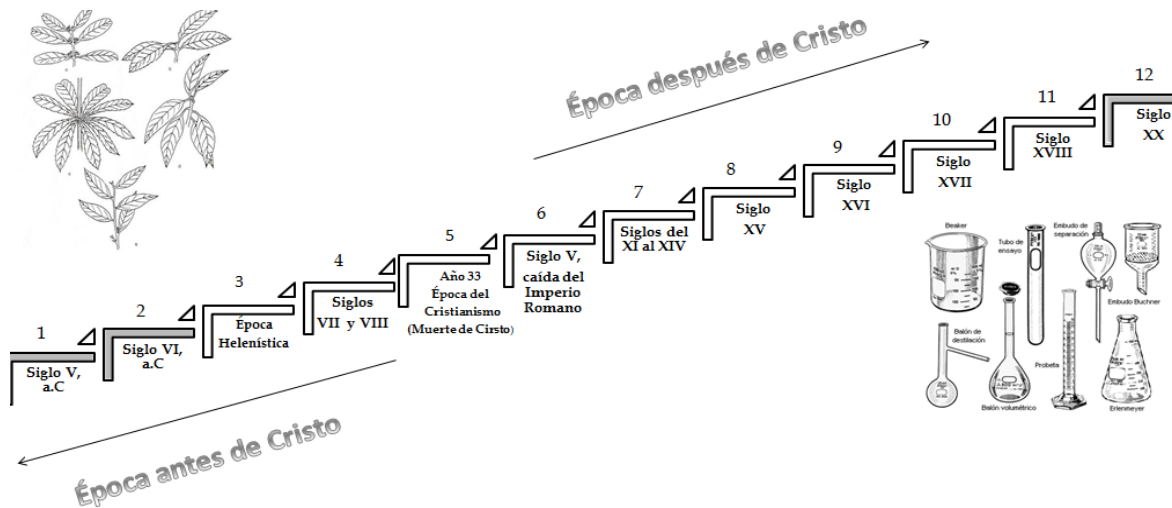 Época después de Cristo
12
Siglo
XX
11
Siglo
XVIII
10
Siglo
XVII
9
Siglo
XVI
8
Siglo
XV
7
Siglos del
XI al XIV
6
Siglo V,
caída del
Imperio
Romano
5
Año 33
Época del
Cristianismo
(Muerte de Cirsto)
4
Siglos
VII y VIII
3
Época
Helenística
2
Siglo VI,
a.C
1
Siglo V,
a.C
Época antes de Cristo
Beaker
Tubo de
ensayo
Embudo de
separación
Embudo Buchner
Balón de
destilación
Balón volumétrico
Probeta
Erlenmeyer